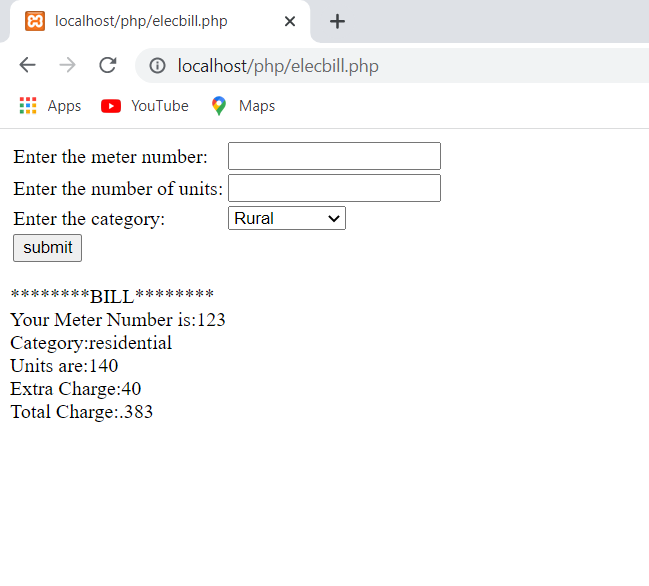 localhost/php/elecbill.php
localhost/php/elecbill.php
Apps YouTube Maps
Enter the meter number:
Enter the number of units:
Enter the category: Rural
submit
********BILL********
Your Meter Number is:123
Category:residential
Units are:140
Extra Charge:40
Total Charge:.383